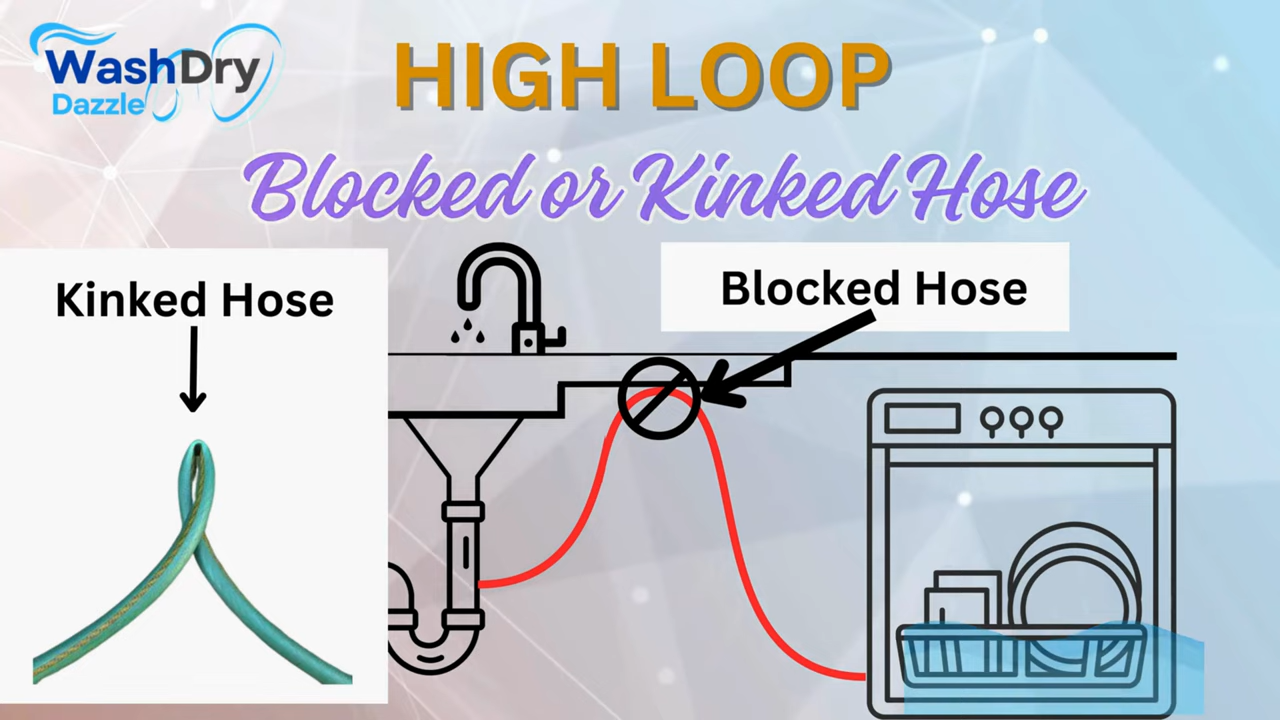 WashDry
Dazzle
HIGH LOOP
Blocked or Kinked Hose
Kinked Hose
Blocked Hose